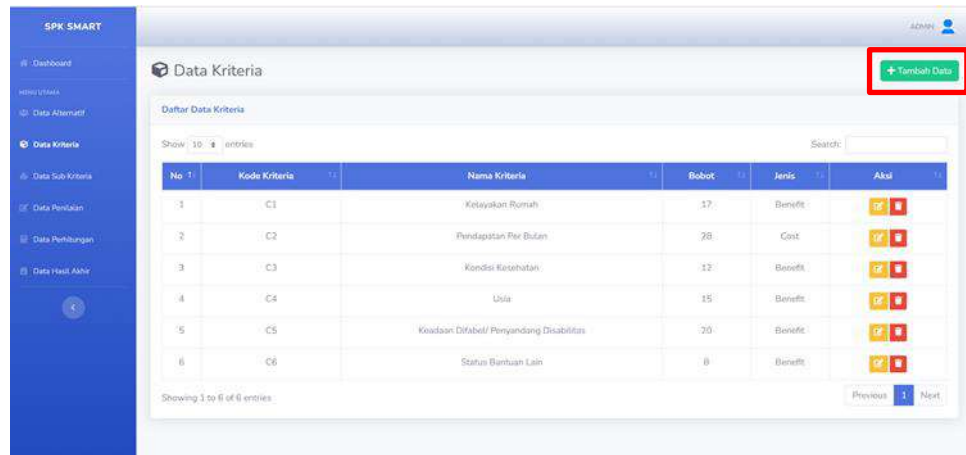 SPK SMART
ADMIN
Dashboard
MENU UTAMA
Data Alternatif
Data Kriteria
Data Sub Kriteria
Data Penilaian
Data Perhitungan
Data Hasil Akhir
Data Kriteria
+ Tambah Data
Daftar Data Kriteria
Show 10 entries
Search:
No Kode Kriteria Nama Kriteria Bobot Jenis Aksi
1 C1 Kelayakan Rumah 17 Benefit
2 C2 Pendapatan Per Bulan 28 Cost
3 C3 Kondisi Kesehatan 12 Benefit
4 C4 Usia 15 Benefit
5 C5 Keadaan Difabel/ Penyandang Disabilitas 20 Benefit
6 C6 Status Bantuan Lain 8 Benefit
Showing 1 to 6 of 6 entries
Previous 1 Next